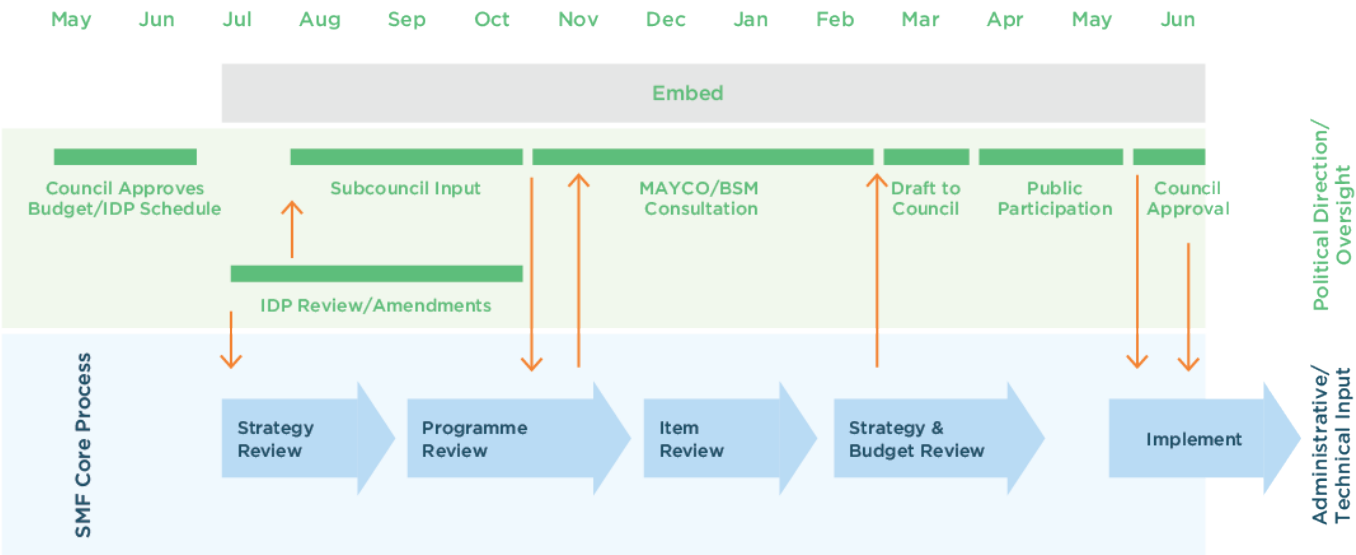 May Jun Jul Aug Sep Oct Nov Dec Jan Feb Mar Apr May Jun
Embed
Council Approves
Budget/IDP Schedule
Subcouncil Input
MAYCO/BSM
Consultation
Draft to
Council
Public
Participation
Council
Approval
IDP Review/Amendments
Political Direction/
Oversight
SMF Core Process
Strategy
Review
Programme
Review
Item
Review
Strategy &
Budget Review
Implement
Administrative/
Technical Input